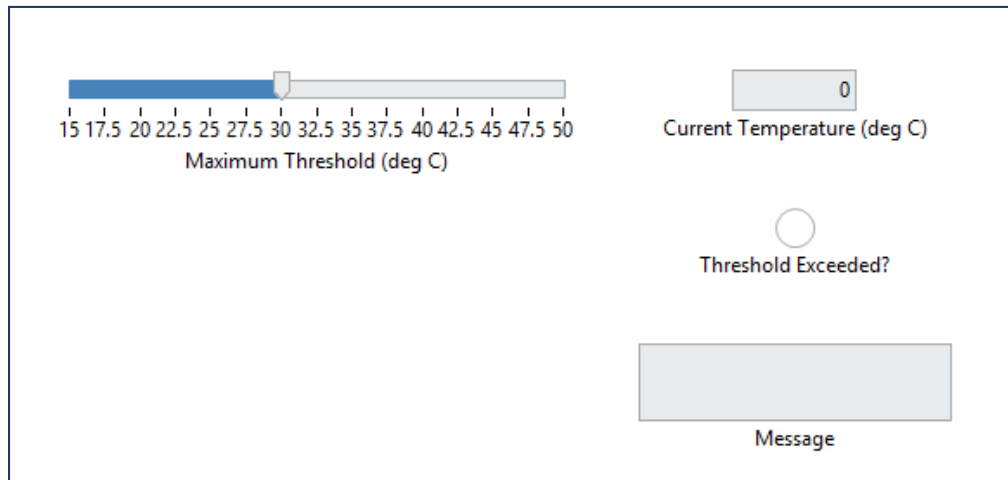 0
15 17.5 20 22.5 25 27.5 30 32.5 35 37.5 40 42.5 45 47.5 50
Current Temperature (deg C)
Maximum Threshold (deg C)
Threshold Exceeded?
Message